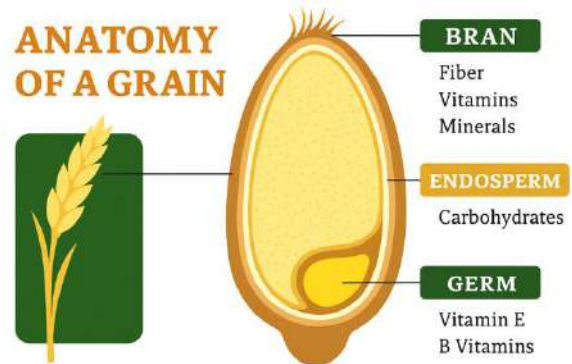 ANATOMY
OF A GRAIN
BRAN
Fiber
Vitamins
Minerals
ENDOSPERM
Carbohydrates
GERM
Vitamin E
B Vitamins